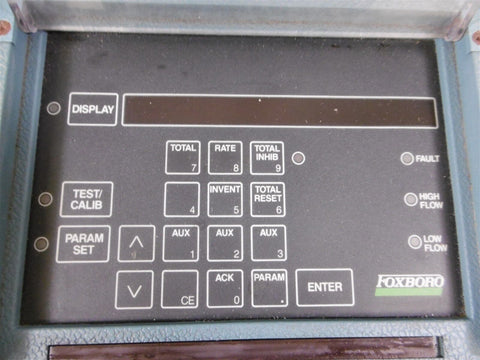 DISPLAY
TOTAL
7
RATE
8
TOTAL
INHIB
9
FAULT
TEST/
CALIB
4
INVENT
5
TOTAL
RESET
6
HIGH
FLOW
PARAM
SET
AUX
1
AUX
2
AUX
3
LOW
FLOW
CE
ACK
0
PARAM
.
ENTER
FOXBORO